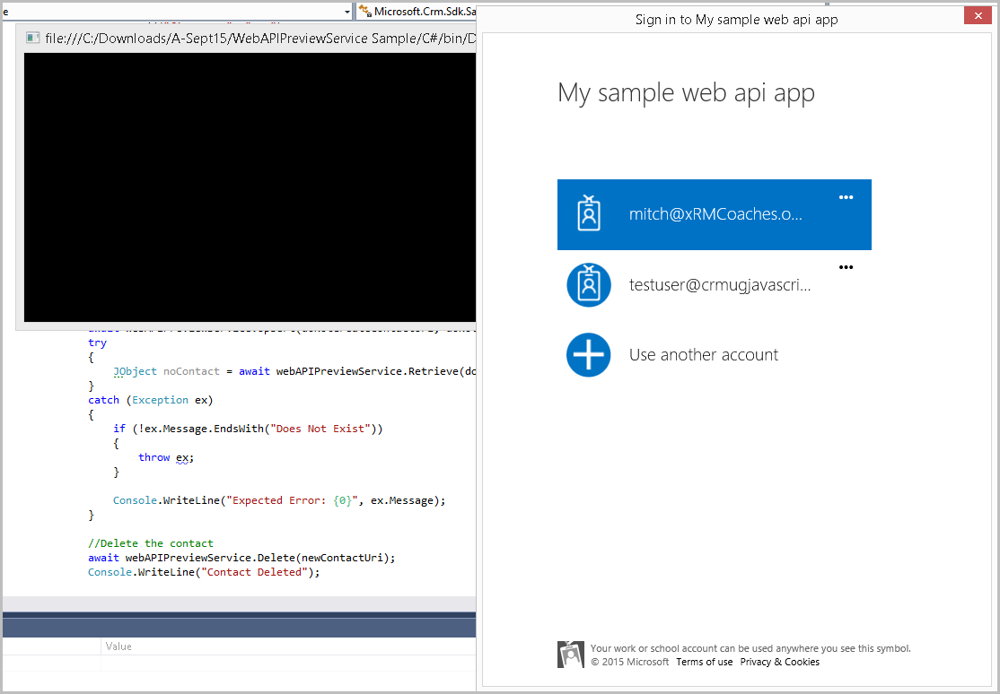 e
Microsoft.Crm.Sdk.Sa
file:///C:/Downloads/A-Sept15/WebAPIPreviewService Sample/C#/bin/D
try
{
JObject noContact = await webAPIPreviewService.Retrieve(do
}
catch (Exception ex)
{
if (!ex.Message.EndsWith("Does Not Exist"))
{
throw ex;
}
Console.WriteLine("Expected Error: {0}", ex.Message);
}
//Delete the contact
await webAPIPreviewService.Delete(newContactUri);
Console.WriteLine("Contact Deleted");
Value
Sign in to My sample web api app
My sample web api app
mitch@xRMCoaches.o...
testuser@crmugjavascri...
Use another account
Your work or school account can be used anywhere you see this symbol.
© 2015 Microsoft Terms of use Privacy & Cookies